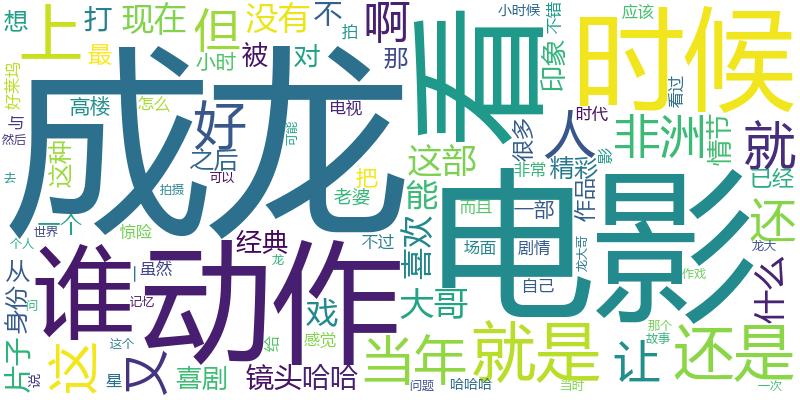 想 上 打 现在 但 没有 不 啊 看 小时候 不错 时候 应该
好来坞 最 小时 被 对 拍 那 印象 看过
与 然后 高楼 怎么 好 电视 可能 很多 人 时代 非洲 情节 就
成龙 之后 这部 非常 精彩 影
去 这种 拍摄 可以 把 能 作品 已经
一个 惊险 老婆 而且 一部 还
个人 世界 经典 不过 喜欢 电影 龙大
谁 动作 龙 场面 剧情 龙大哥 什么
身份 问 一 虽然 记忆 戏 大哥 自己 作戏
片子 这 这个 又 给 感觉 当年 就是 让 那个 故事 还是
说 星 喜剧 镜头 哈哈 问题 哈哈哈 当时 一次